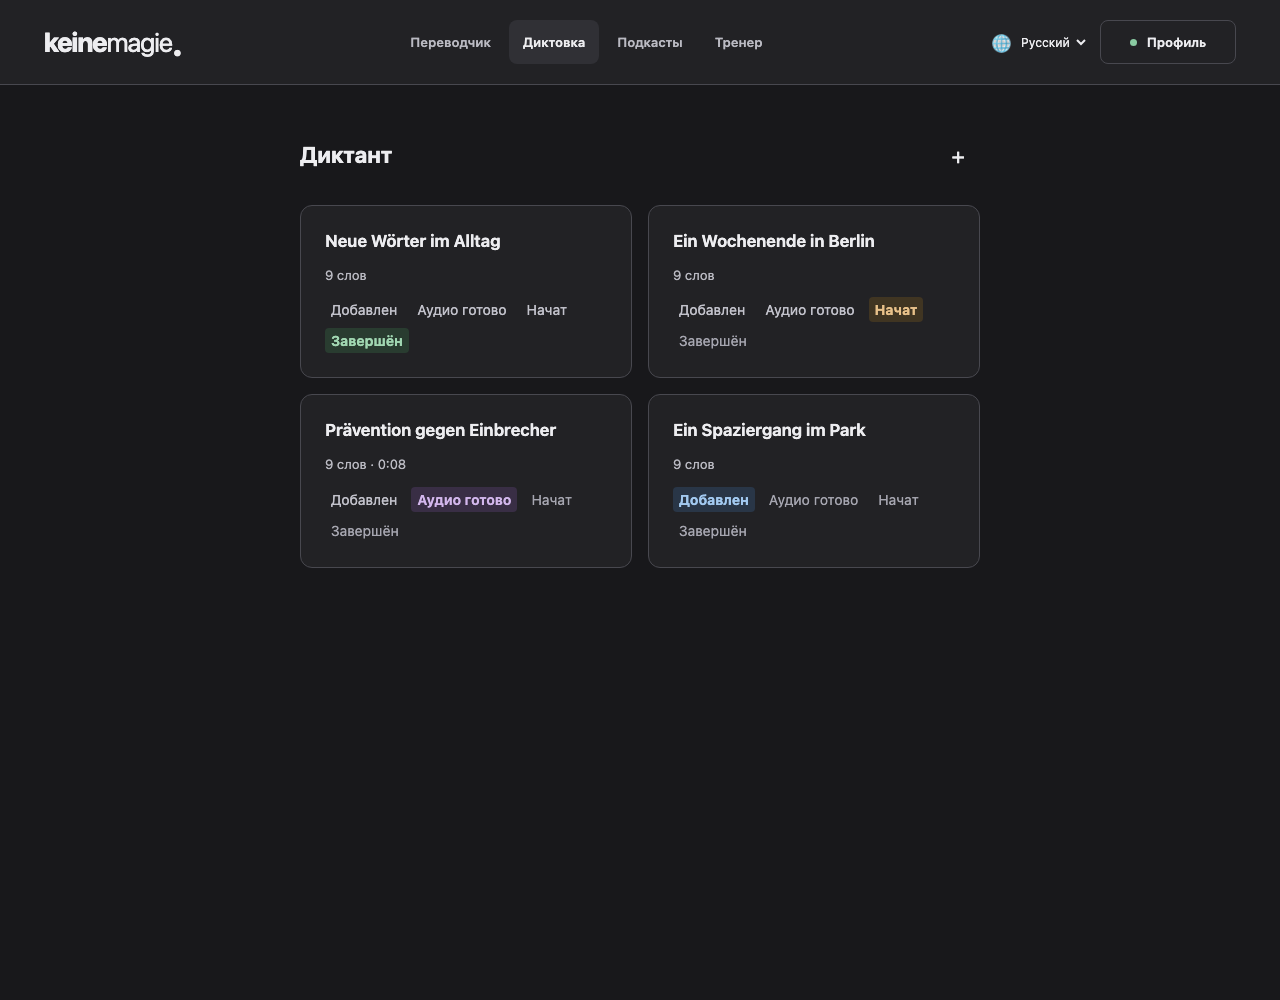 keinemagie.
Переводчик
Диктовка
Подкасты
Тренер
Русский
Профиль
Диктант
+
Neue Wörter im Alltag
9 слов
Добавлен Аудио готово Начат
Завершён
Ein Wochenende in Berlin
9 слов
Добавлен Аудио готово Начат
Завершён
Prävention gegen Einbrecher
9 слов · 0:08
Добавлен Аудио готово Начат
Завершён
Ein Spaziergang im Park
9 слов
Добавлен Аудио готово Начат
Завершён